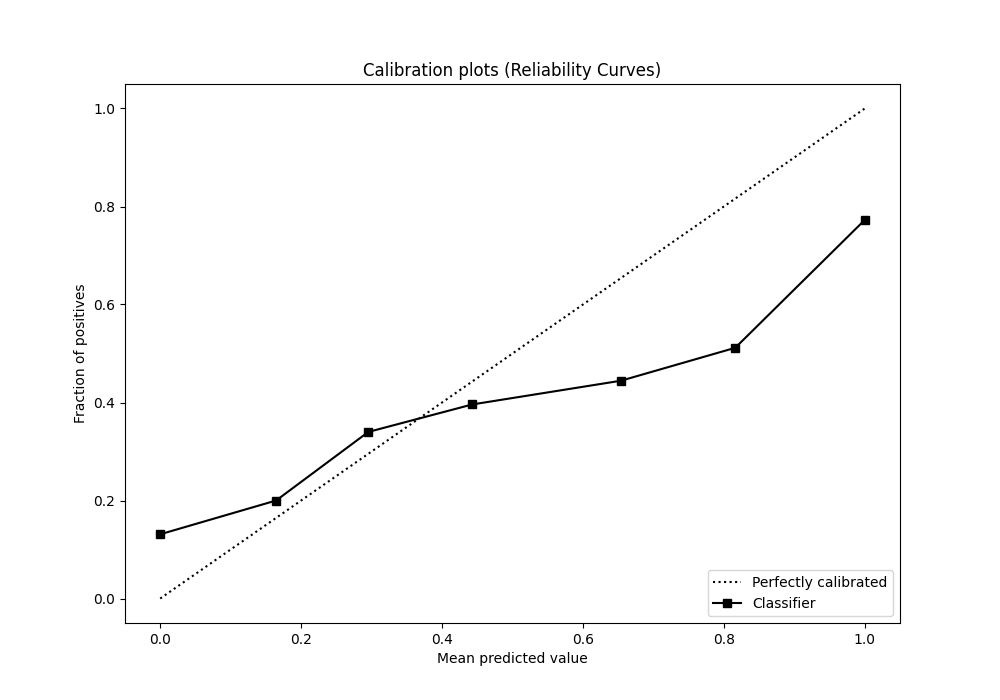 Calibration plots (Reliability Curves)
1.0
0.8
0.6
0.4
0.2
0.0
Fraction of positives
Perfectly calibrated
Classifier
0.0 0.2 0.4 0.6 0.8 1.0
Mean predicted value